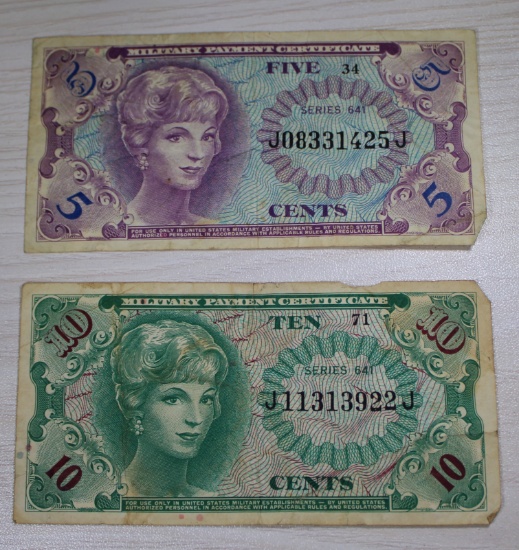 MILITARY PAYMENT CERTIFICATE
5 FIVE 34 5
SERIES 641
J08331425J
5 CENTS 5
FOR USE ONLY IN UNITED STATES MILITARY ESTABLISHMENTS - BY UNITED STATES
AUTHORIZED PERSONNEL IN ACCORDANCE WITH APPLICABLE RULES AND REGULATIONS.
MILITARY PAYMENT CERTIFICATE
10 TEN 71 10
SERIES 641
J11313922J
10 CENTS 10
FOR USE ONLY IN UNITED STATES MILITARY ESTABLISHMENTS - BY UNITED STATES
AUTHORIZED PERSONNEL IN ACCORDANCE WITH APPLICABLE RULES AND REGULATIONS.